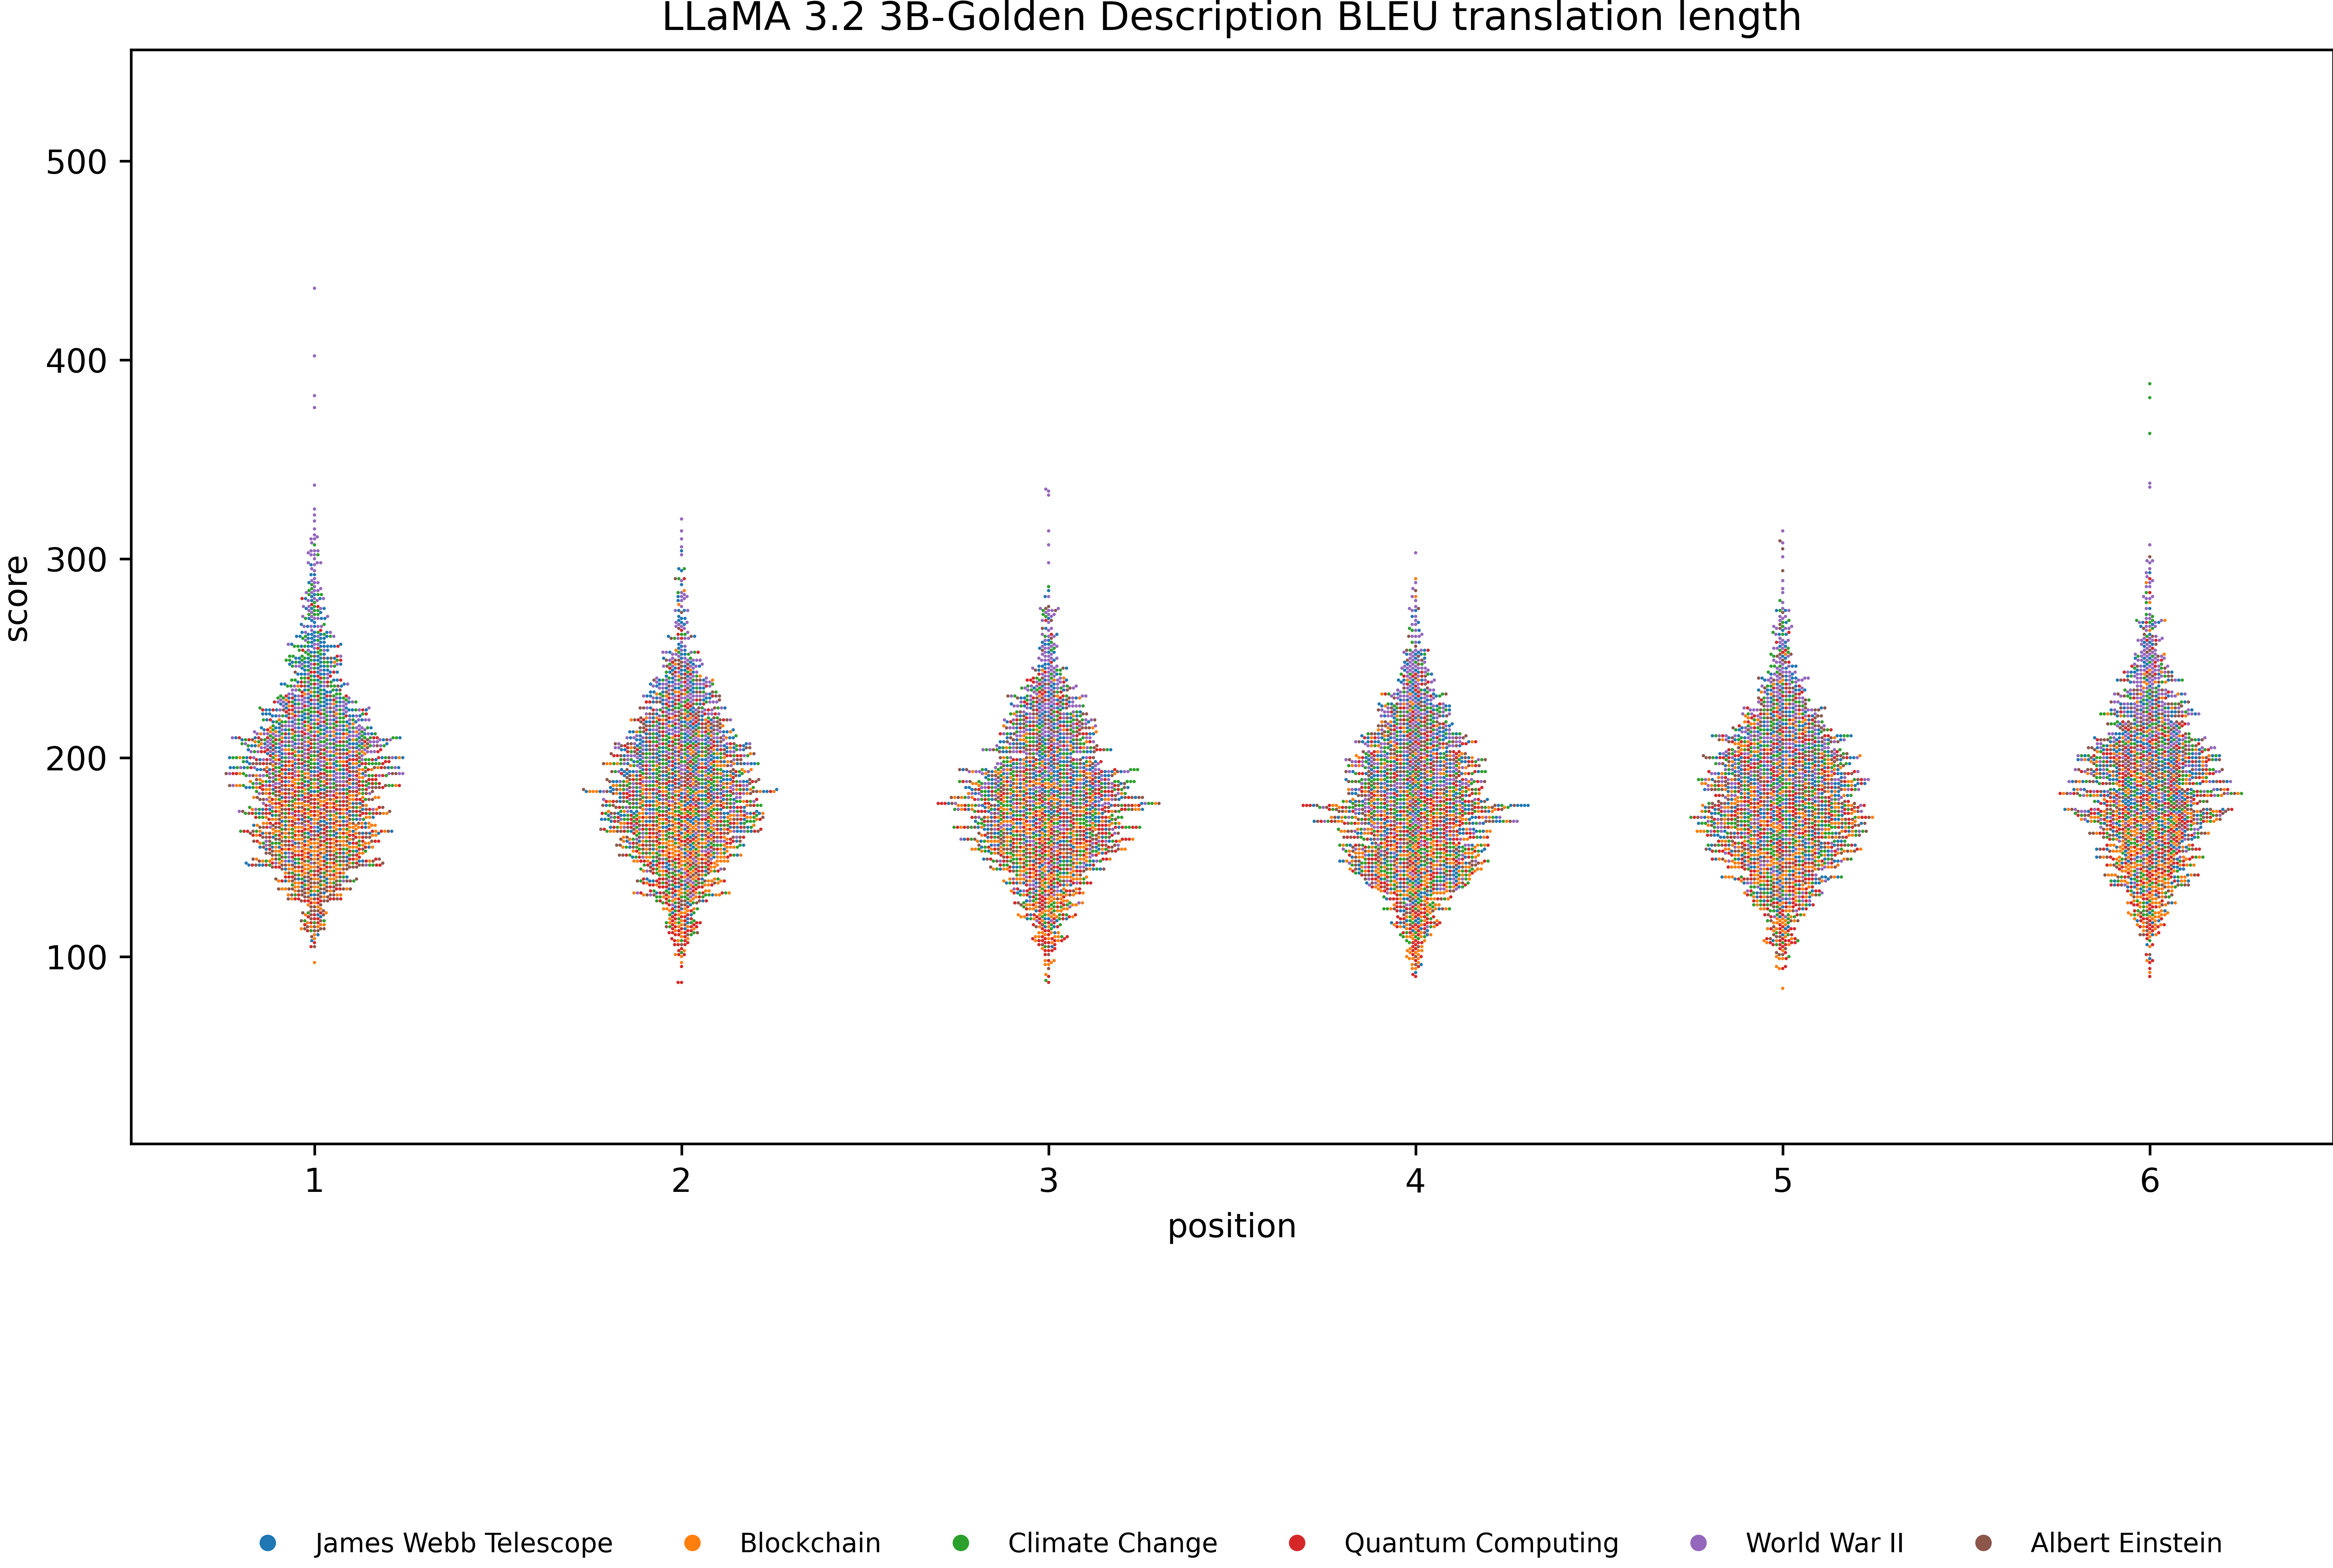 LLaMA 3.2 3B-Golden Description BLEU translation length
score
500
400
300
200
100
1 2 3 4 5 6
position
James Webb Telescope Blockchain Climate Change Quantum Computing World War II Albert Einstein